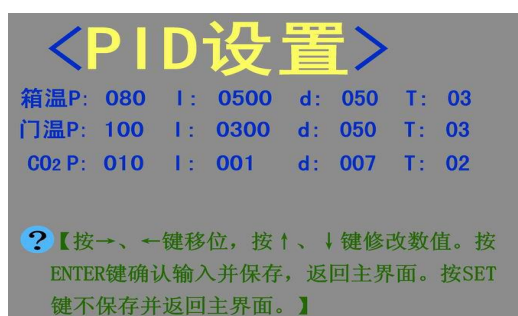 <PID设置>
箱温P: 080 I: 0500 d: 050 T: 03
门温P: 100 I: 0300 d: 050 T: 03
CO2 P: 010 I: 001 d: 007 T: 02
?【按→、←键移位，按↑、↓键修改数值。按
ENTER键确认输入并保存，返回主界面。按SET
键不保存并返回主界面。】